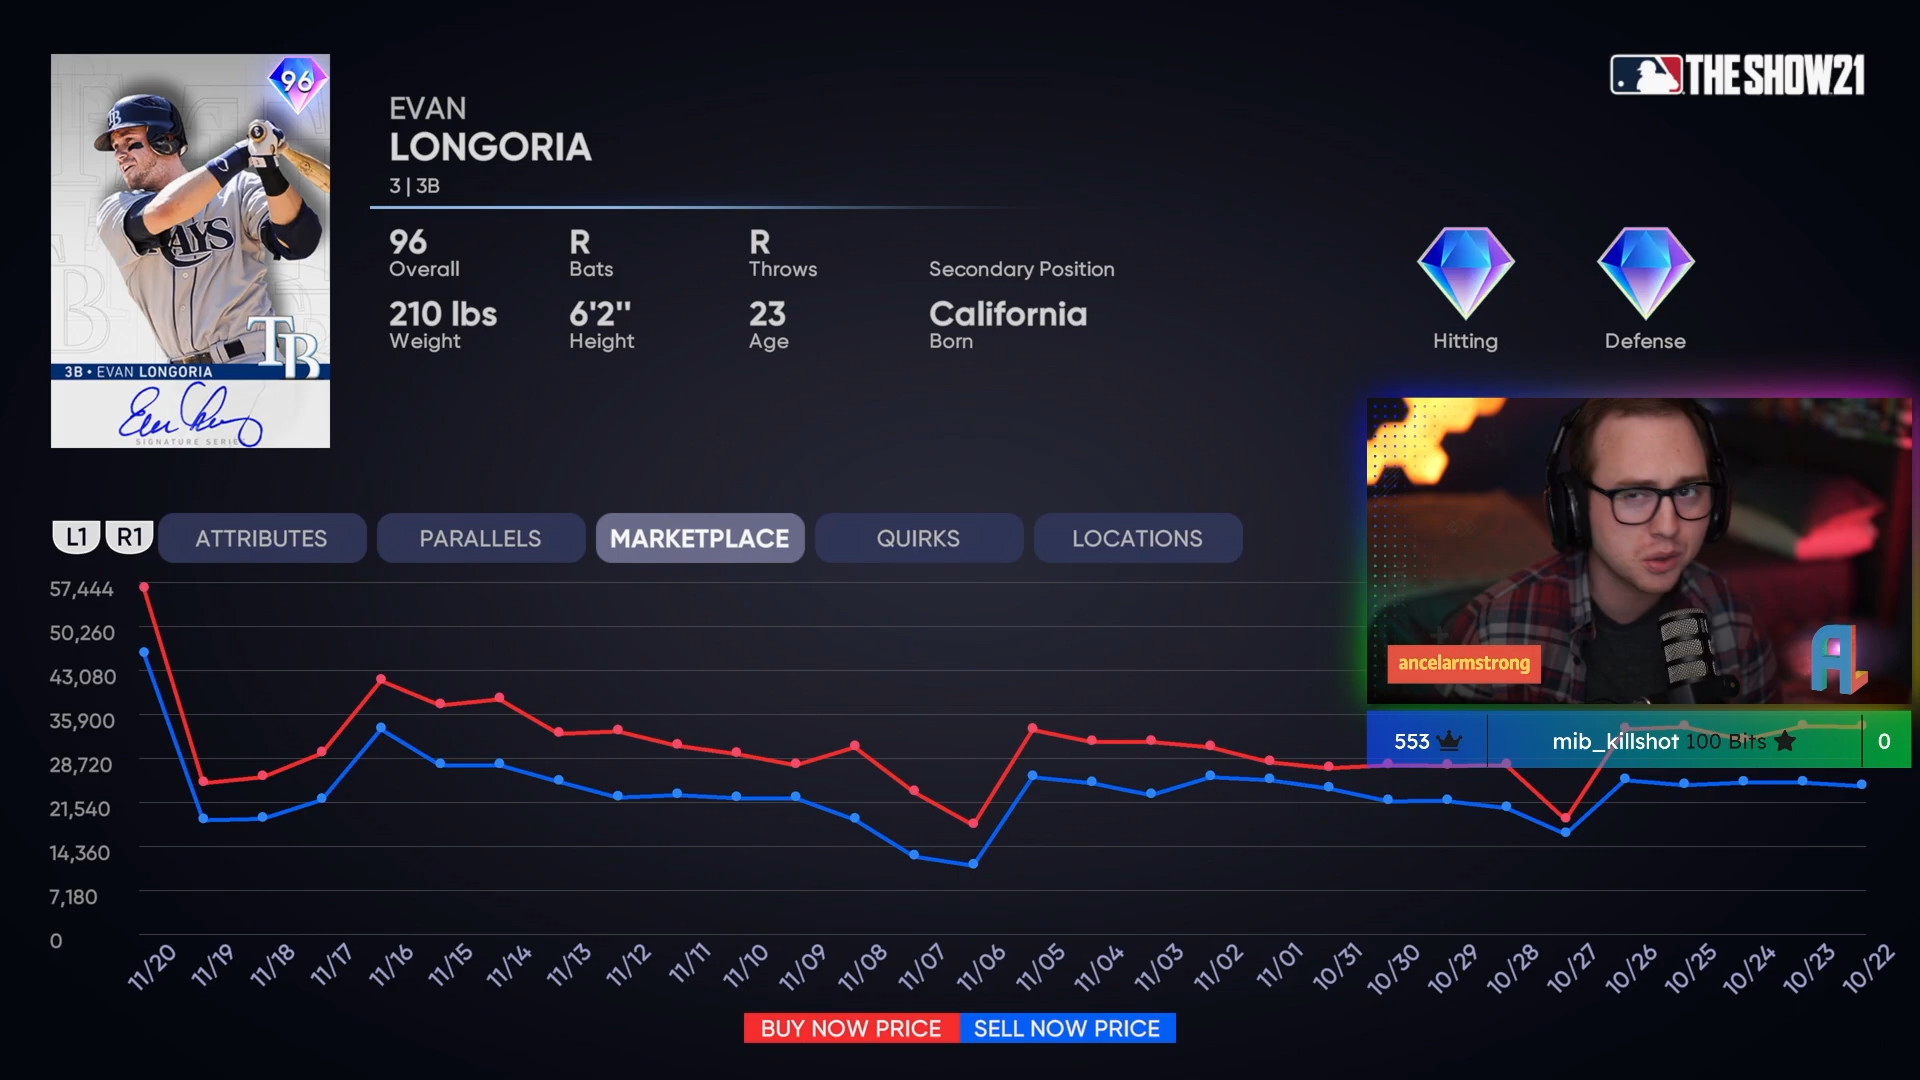 96
TB
RAYS
TB
3B • EVAN LONGORIA
SIGNATURE SERIE
THE SHOW21
EVAN
LONGORIA
3 | 3B
96
Overall
R
Bats
R
Throws
Secondary Position
210 lbs
Weight
6'2"
Height
23
Age
California
Born
Hitting
Defense
L1 R1 ATTRIBUTES PARALLELS MARKETPLACE QUIRKS LOCATIONS
ancelarmstrong
553 mib_killshot 100 Bits 0
57,444
50,260
43,080
35,900
28,720
21,540
14,360
7,180
0
11/20 11/19 11/18 11/17 11/16 11/15 11/14 11/13 11/12 11/11 11/10 11/09 11/08 11/07 11/06 11/05 11/04 11/03 11/02 11/01 10/31 10/30 10/29 10/28 10/27 10/26 10/25 10/24 10/23 10/22
BUY NOW PRICE SELL NOW PRICE